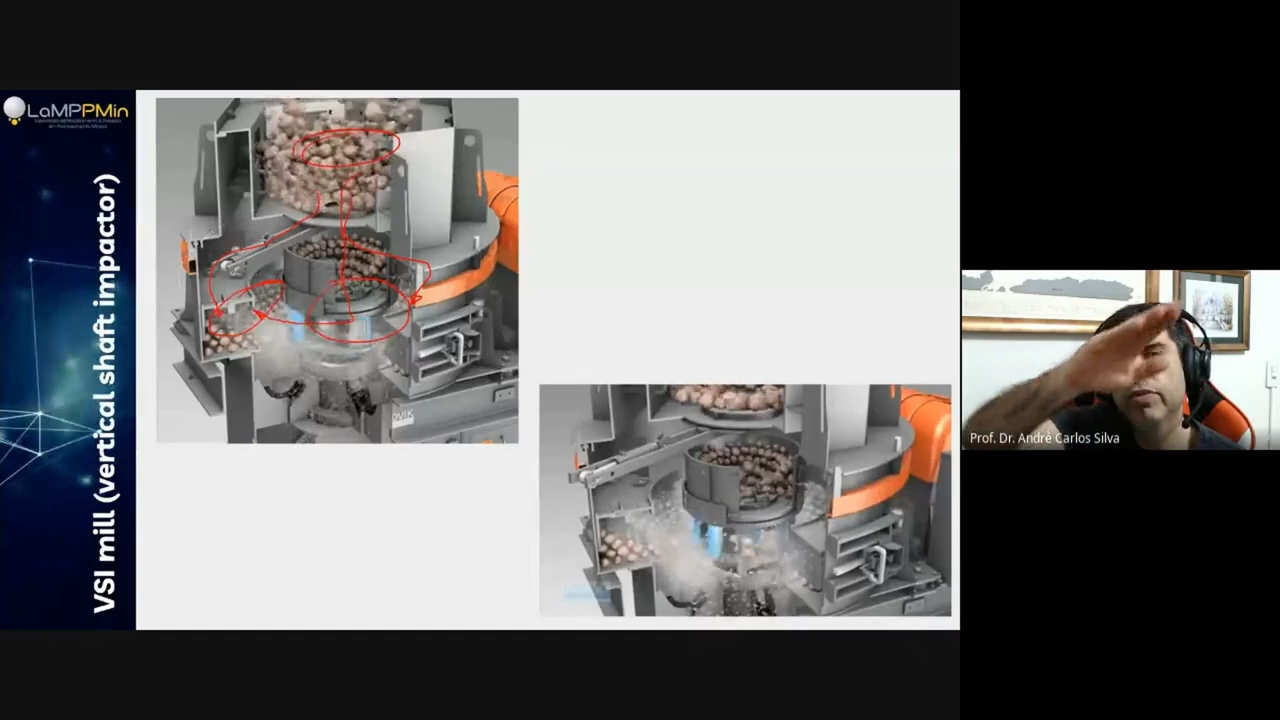 LaMPPMin
VSI mill (vertical shaft impactor)
Prof. Dr. André Carlos Silva